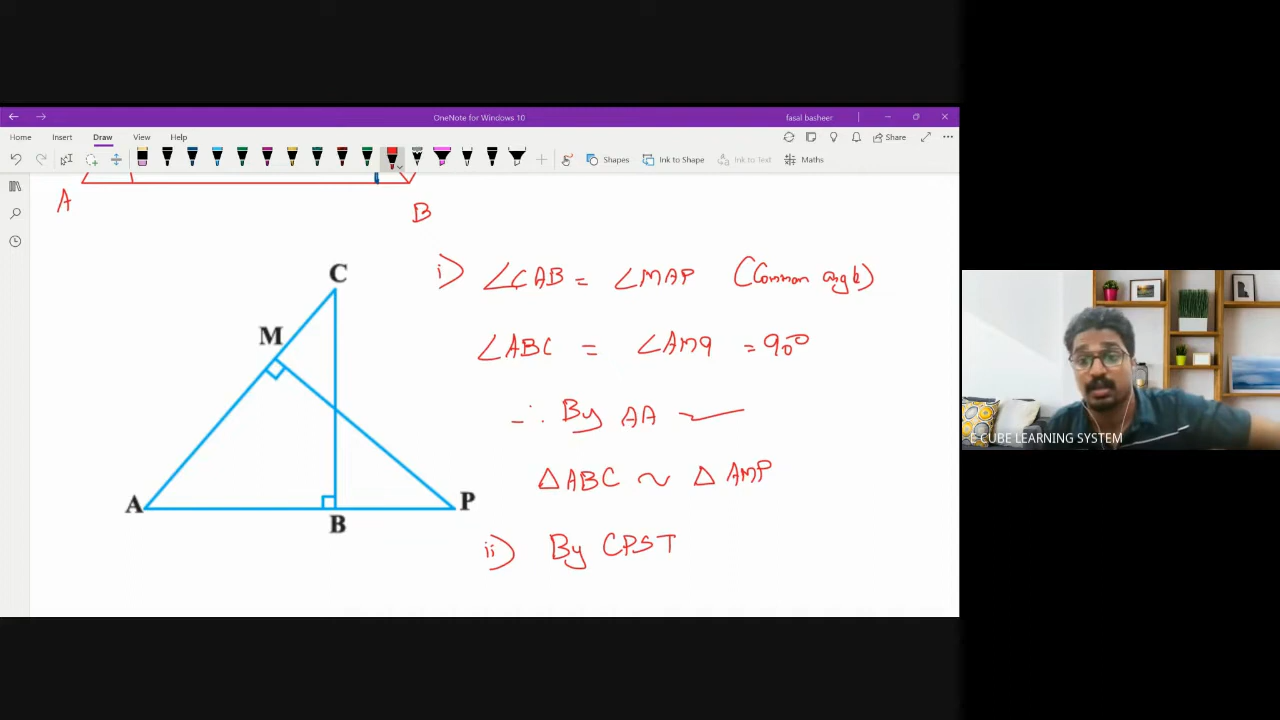 OneNote for Windows 10
fasal basheer
Home Insert Draw View Help
Share
Shapes Ink to Shape Ink to Text Maths
A
B
C
M
A
B
P
i) ∠CAB = ∠MAP (Common angle)
∠ABC = ∠AMq = 90°
∴ By AA
△ABC ~ △AMP
ii) By CPST
E CUBE LEARNING SYSTEM